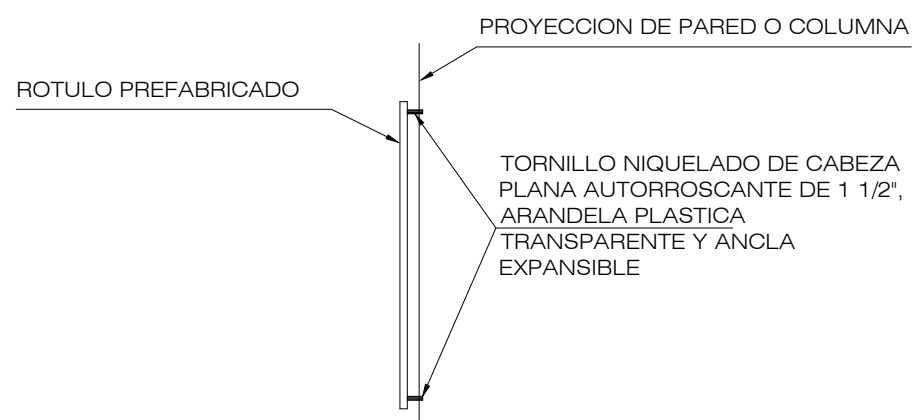 PROYECCION DE PARED O COLUMNA
ROTULO PREFABRICADO
TORNILLO NIQUELADO DE CABEZA
PLANA AUTORROSCANTE DE 1 1/2",
ARANDELA PLASTICA
TRANSPARENTE Y ANCLA
EXPANSIBLE